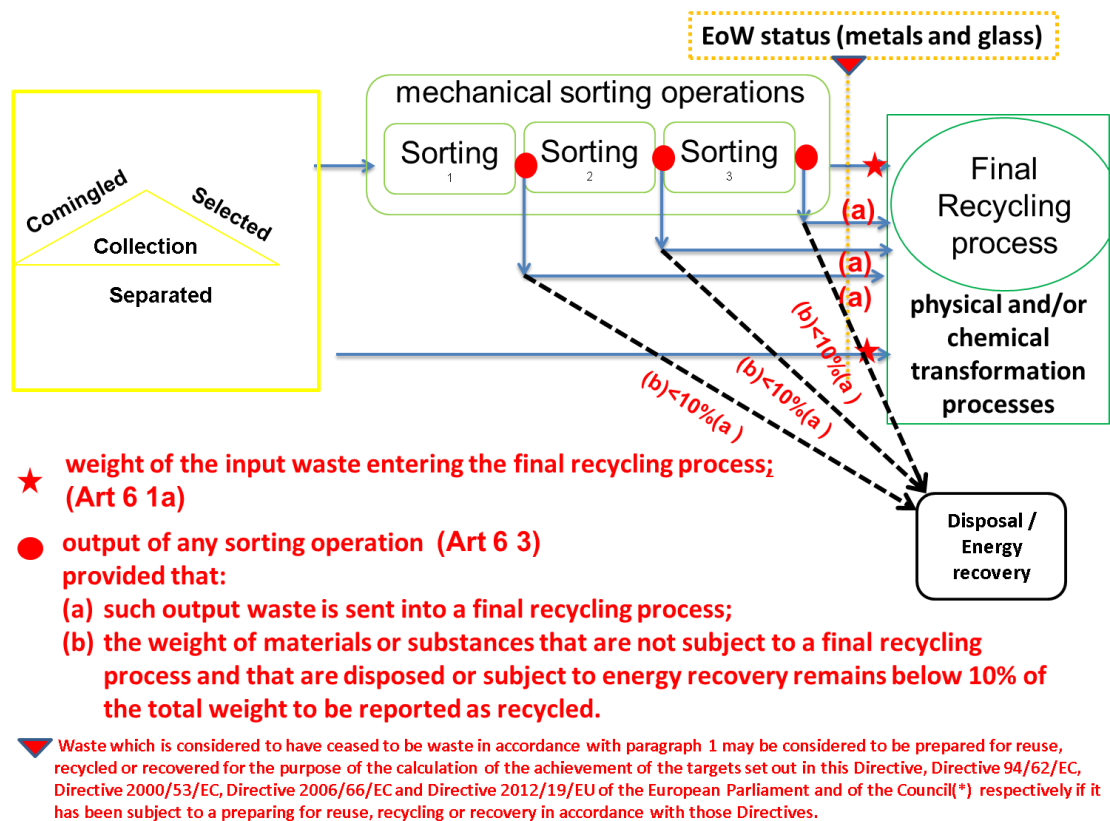 EoW status (metals and glass)
mechanical sorting operations
Sorting
1
Sorting
2
Sorting
3
Final
Recycling
process
Comingled
Selected
Collection
Separated
(a)
(a)
(a)
physical and/or
chemical
transformation
processes
(b)<10%(a )
(b)<10%(a )
(b)<10%(a )
Disposal /
Energy
recovery
weight of the input waste entering the final recycling process;
(Art 6 1a)
output of any sorting operation (Art 6 3)
provided that:
(a) such output waste is sent into a final recycling process;
(b) the weight of materials or substances that are not subject to a final recycling
process and that are disposed or subject to energy recovery remains below 10% of
the total weight to be reported as recycled.
Waste which is considered to have ceased to be waste in accordance with paragraph 1 may be considered to be prepared for reuse,
recycled or recovered for the purpose of the calculation of the achievement of the targets set out in this Directive, Directive 94/62/EC,
Directive 2000/53/EC, Directive 2006/66/EC and Directive 2012/19/EU of the European Parliament and of the Council(*) respectively if it
has been subject to a preparing for reuse, recycling or recovery in accordance with those Directives.